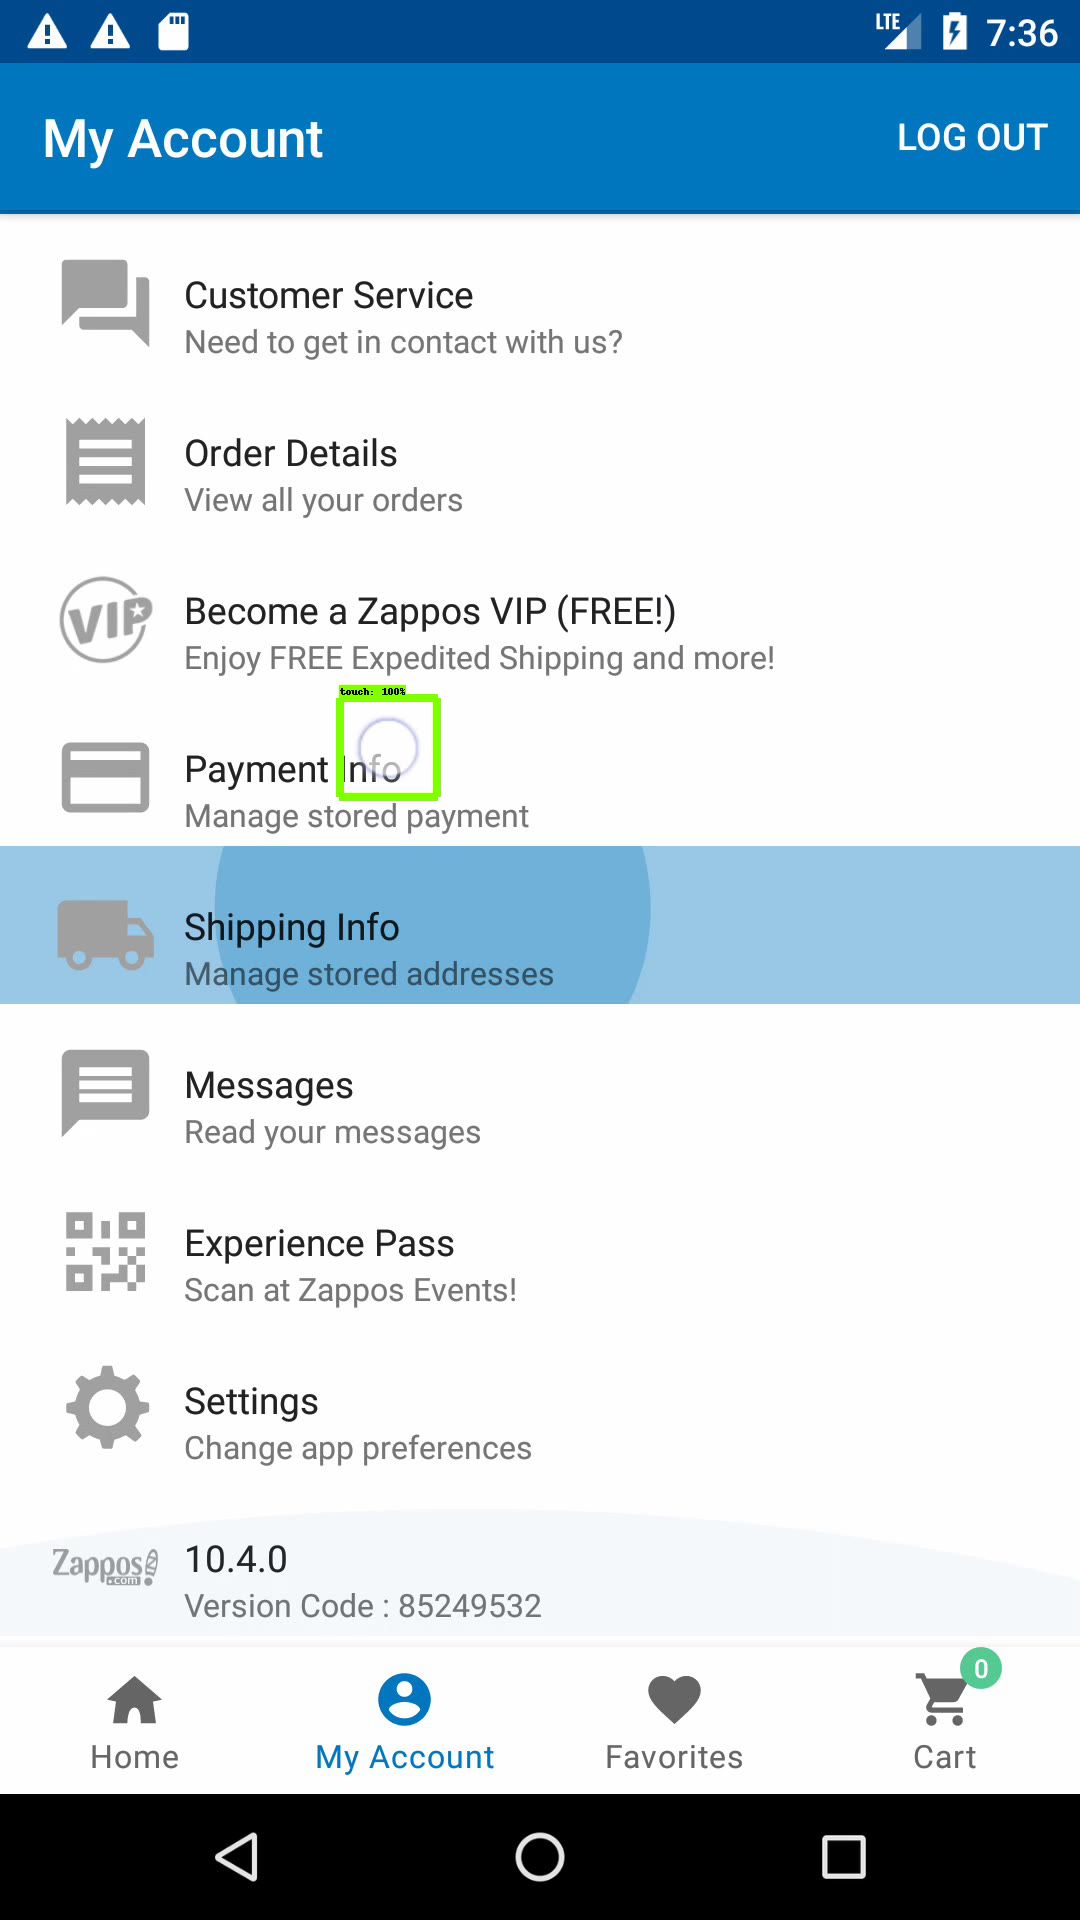 LTE 7:36
My Account LOG OUT
Customer Service
Need to get in contact with us?
Order Details
View all your orders
VIP
Become a Zappos VIP (FREE!)
Enjoy FREE Expedited Shipping and more!
touch: 100%
Payment Info
Manage stored payment
Shipping Info
Manage stored addresses
Messages
Read your messages
Experience Pass
Scan at Zappos Events!
Settings
Change app preferences
Zappos!
.com
10.4.0
Version Code : 85249532
0
Home My Account Favorites Cart